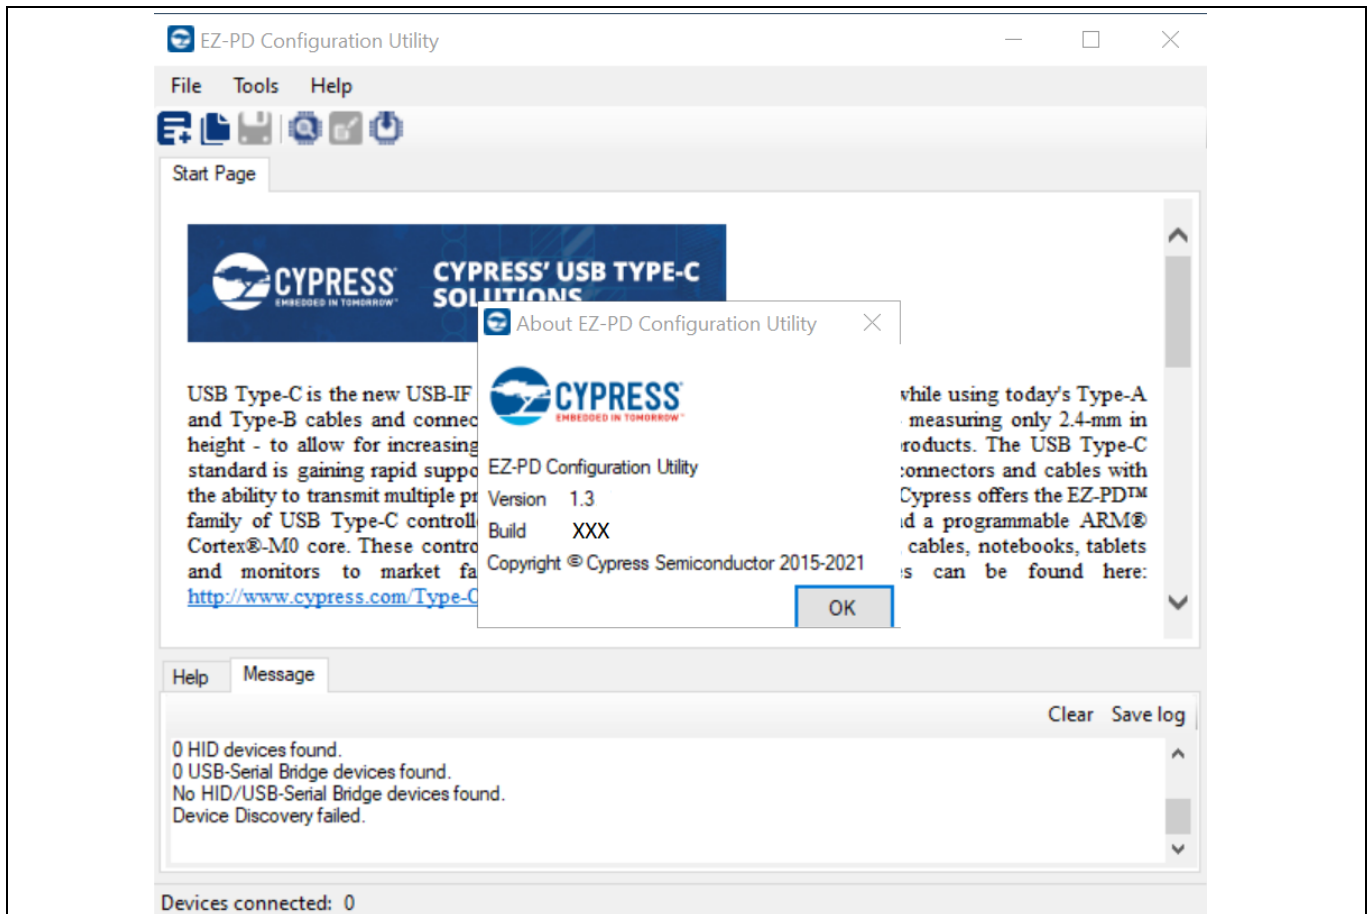 EZ-PD Configuration Utility
File Tools Help
Start Page
CYPRESS EMBEDDED IN TOMORROW™
CYPRESS' USB TYPE-C
SOLUTIONS
USB Type-C is the new USB-IF
while using today's Type-A
and Type-B cables and connec
measuring only 2.4-mm in
height - to allow for increasing
products. The USB Type-C
standard is gaining rapid suppo
connectors and cables with
the ability to transmit multiple pr
Cypress offers the EZ-PD™
family of USB Type-C controll
d a programmable ARM®
Cortex®-M0 core. These contro
cables, notebooks, tablets
and monitors to market fa
s can be found here:
http://www.cypress.com/Type-C
About EZ-PD Configuration Utility
CYPRESS
EMBEDDED IN TOMORROW™
EZ-PD Configuration Utility
Version 1.3
Build XXX
Copyright © Cypress Semiconductor 2015-2021
OK
Help Message
Clear Save log
0 HID devices found.
0 USB-Serial Bridge devices found.
No HID/USB-Serial Bridge devices found.
Device Discovery failed.
Devices connected: 0